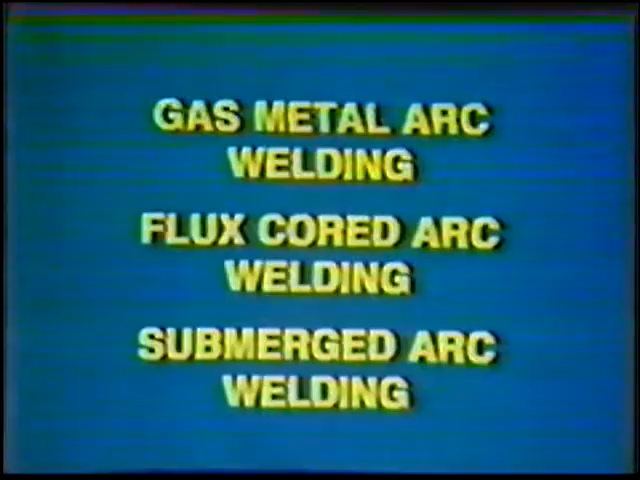 GAS METAL ARC
WELDING
FLUX CORED ARC
WELDING
SUBMERGED ARC
WELDING